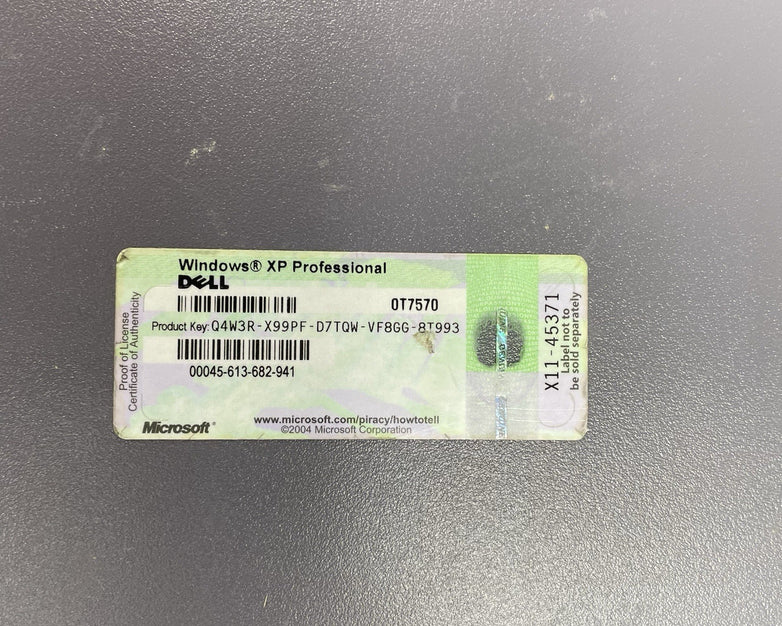 Windows® XP Professional
DELL
0T7570
Product Key: Q4W3R-X99PF-D7TQW-VF8GG-8T993
00045-613-682-941
www.microsoft.com/piracy/howtotell
©2004 Microsoft Corporation
Microsoft®
Proof of License
Certificate of Authenticity
X11-45371
Label not to
be sold separately